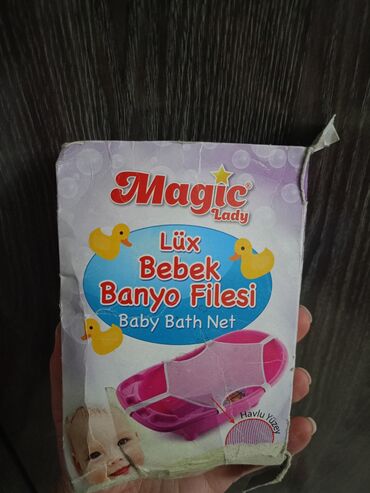 Magic
Lady
Lüx
Bebek
Banyo Filesi
Baby Bath Net
Havlu Yüzey